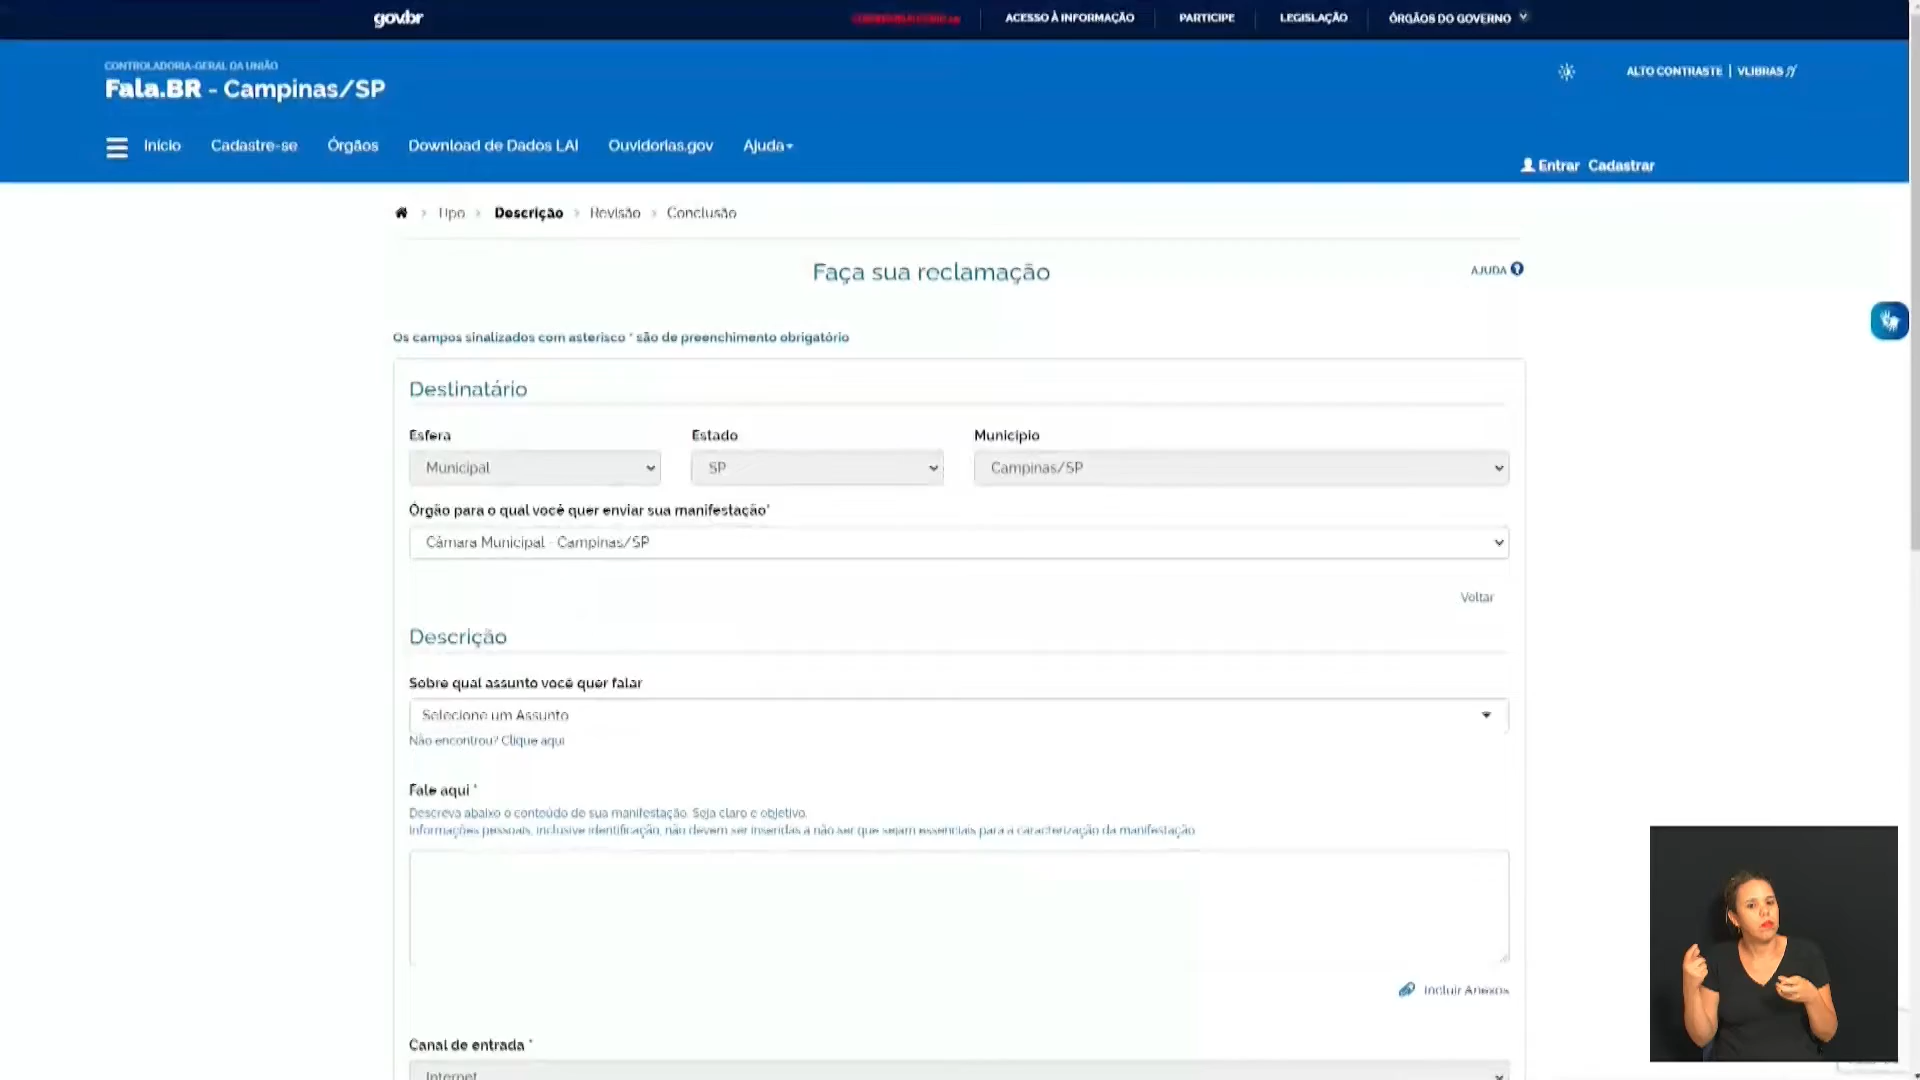 govbr
ACESSO À INFORMAÇÃO
PARTICIPE
LEGISLAÇÃO
ÓRGÃOS DO GOVERNO
CONTROLADORIA-GERAL DA UNIÃO
Fala.BR - Campinas/SP
ALTO CONTRASTE | VLIBRAS
Início Cadastre-se Órgãos Download de Dados LAI Ouvidorias.gov Ajuda
Entrar Cadastrar
Tipo > Descrição > Revisão > Conclusão
Faça sua reclamação
AJUDA
Os campos sinalizados com asterisco * são de preenchimento obrigatório
Destinatário
Esfera Estado Município
Municipal SP Campinas/SP
Órgão para o qual você quer enviar sua manifestação*
Câmara Municipal - Campinas/SP
Voltar
Descrição
Sobre qual assunto você quer falar
Selecione um Assunto
Não encontrou? Clique aqui
Fale aqui *
Descreva abaixo o conteúdo de sua manifestação. Seja claro e objetivo.
Informações pessoais, inclusive identificação, não devem ser inseridas a não ser que sejam essenciais para a caracterização da manifestação
Incluir Anexos
Canal de entrada *
Internet